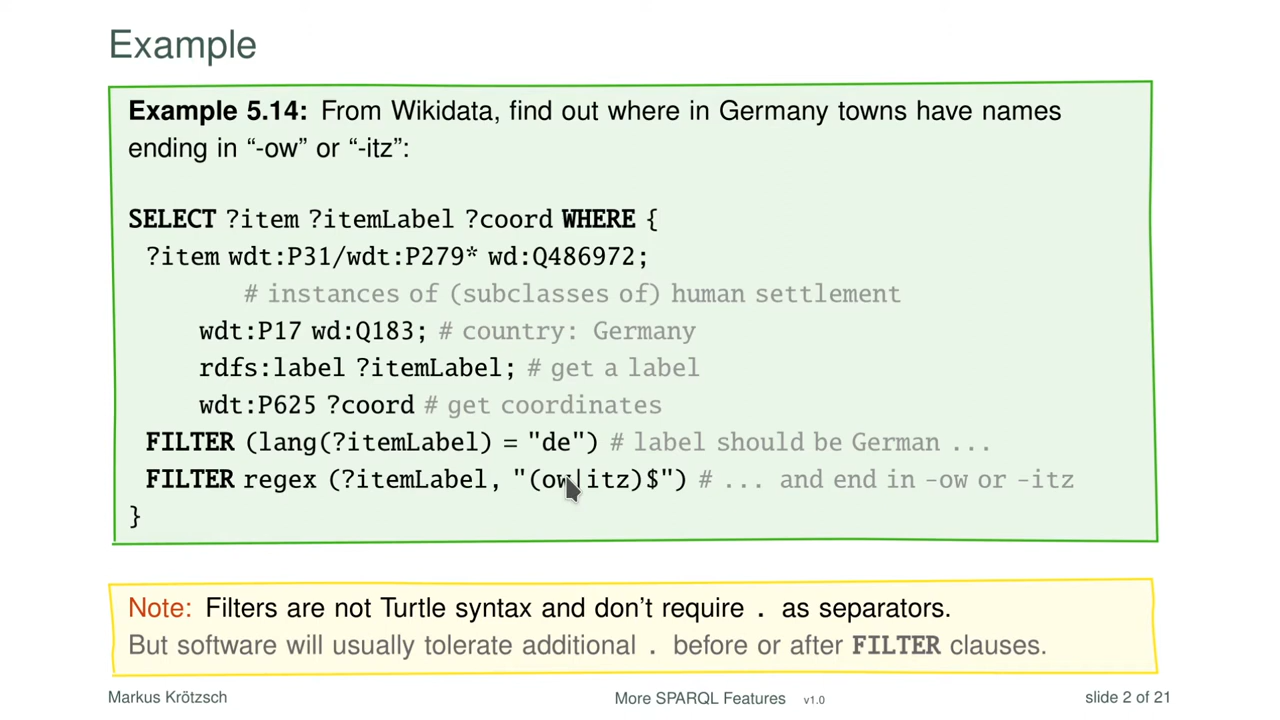 Example
Example 5.14: From Wikidata, find out where in Germany towns have names
ending in “-ow” or “-itz”:
SELECT ?item ?itemLabel ?coord WHERE {
?item wdt:P31/wdt:P279* wd:Q486972;
# instances of (subclasses of) human settlement
wdt:P17 wd:Q183; # country: Germany
rdfs:label ?itemLabel; # get a label
wdt:P625 ?coord # get coordinates
FILTER (lang(?itemLabel) = "de") # label should be German ...
FILTER regex (?itemLabel, "(ow|itz)$") # ... and end in -ow or -itz
}
Note: Filters are not Turtle syntax and don’t require . as separators.
But software will usually tolerate additional . before or after FILTER clauses.
Markus Krötzsch More SPARQL Features v1.0 slide 2 of 21